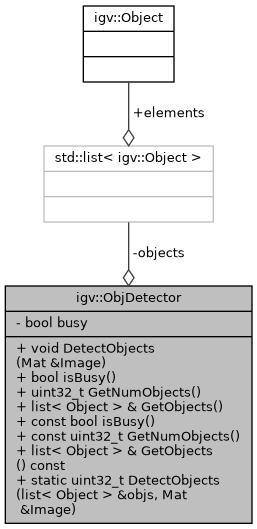 igv::Object
+elements
std::list< igv::Object >
-objects
igv::ObjDetector
- bool busy
+ void DetectObjects
(Mat &Image)
+ bool isBusy()
+ uint32_t GetNumObjects()
+ list< Object > & GetObjects()
+ const bool isBusy()
+ const uint32_t GetNumObjects()
+ list< Object > & GetObjects
() const
+ static uint32_t DetectObjects
(list< Object > &objs, Mat
&Image)